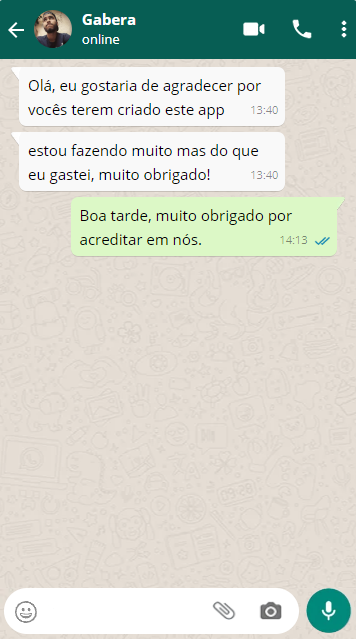 Gabera
online
Olá, eu gostaria de agradecer por
vocês terem criado este app
13:40
estou fazendo muito mas do que
eu gastei, muito obrigado!
13:40
Boa tarde, muito obrigado por
acreditar em nós.
14:13